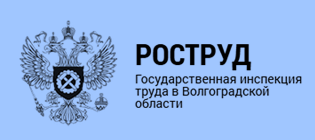 РОСТРУД
Государственная инспекция
труда в Волгоградской
области